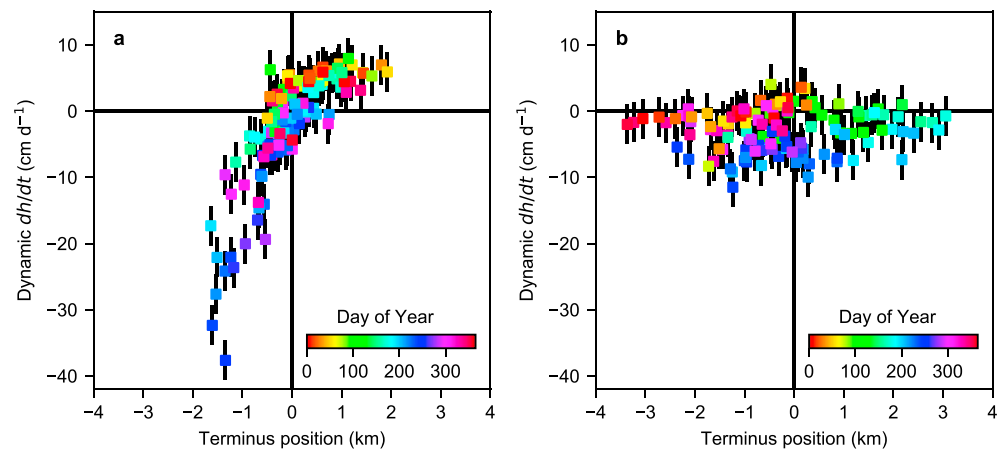 a
10
0
−10
−20
−30
−40
Dynamic dh/dt (cm d⁻¹)
Day of Year
0 100 200 300
−4 −3 −2 −1 0 1 2 3 4
Terminus position (km)
b
10
0
−10
−20
−30
−40
Dynamic dh/dt (cm d⁻¹)
Day of Year
0 100 200 300
−4 −3 −2 −1 0 1 2 3 4
Terminus position (km)